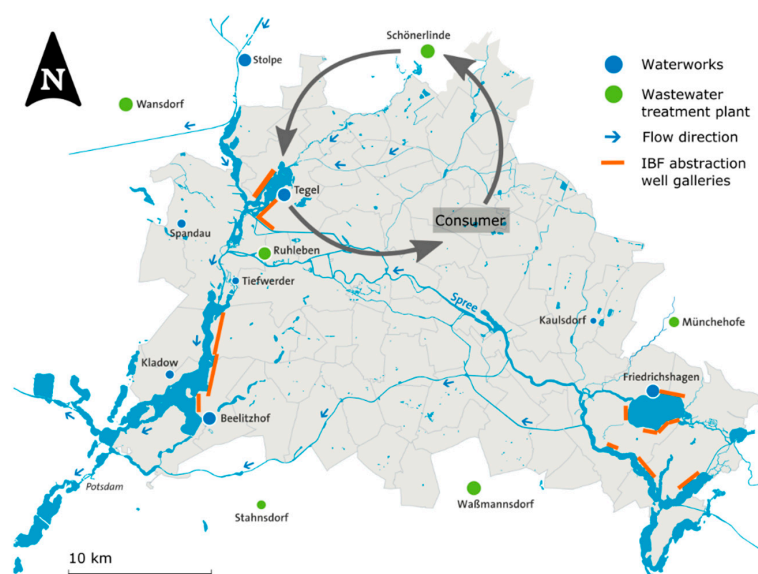 Schönerlinde
N
Stolpe
Waterworks
Wansdorf
Wastewater
treatment plant
Flow direction
IBF abstraction
well galleries
Tegel
Consumer
Spandau
Ruhleben
Tiefwerder
Spree
Kaulsdorf
Münchehofe
Kladow
Friedrichshagen
Beelitzhof
Potsdam
Waßmannsdorf
Stahnsdorf
10 km